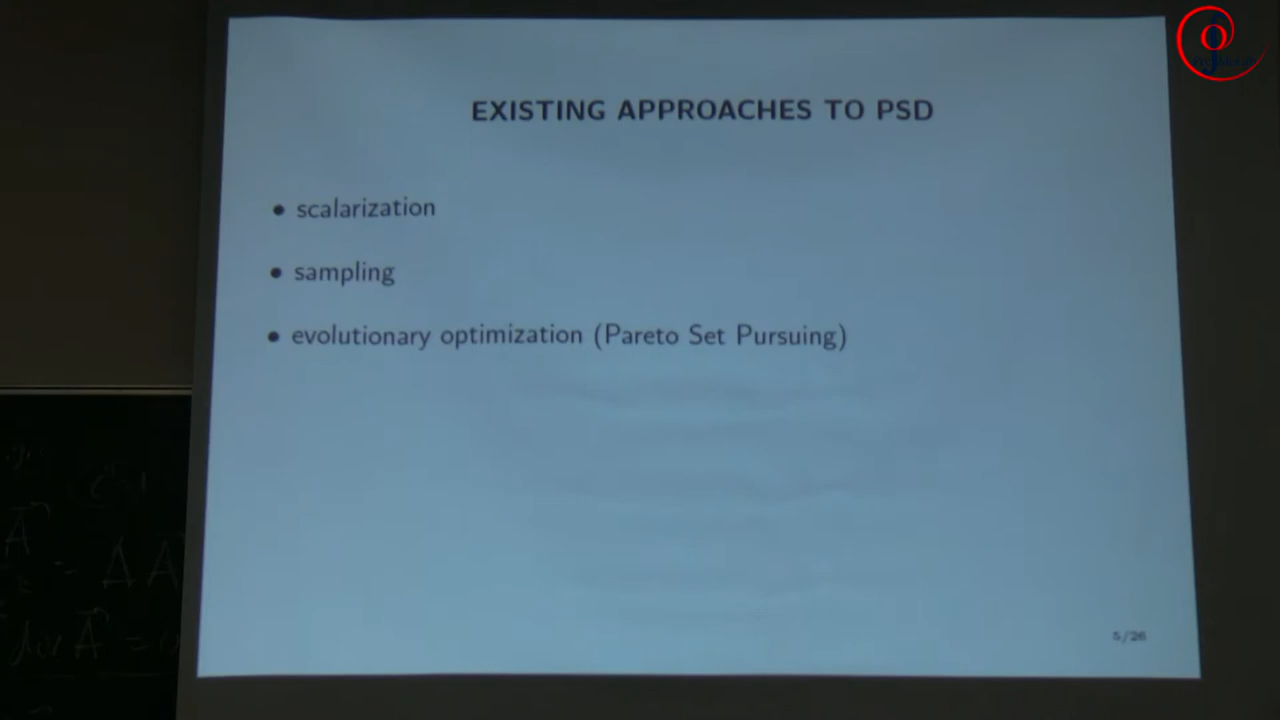 EXISTING APPROACHES TO PSD
• scalarization
• sampling
• evolutionary optimization (Pareto Set Pursuing)
5/26